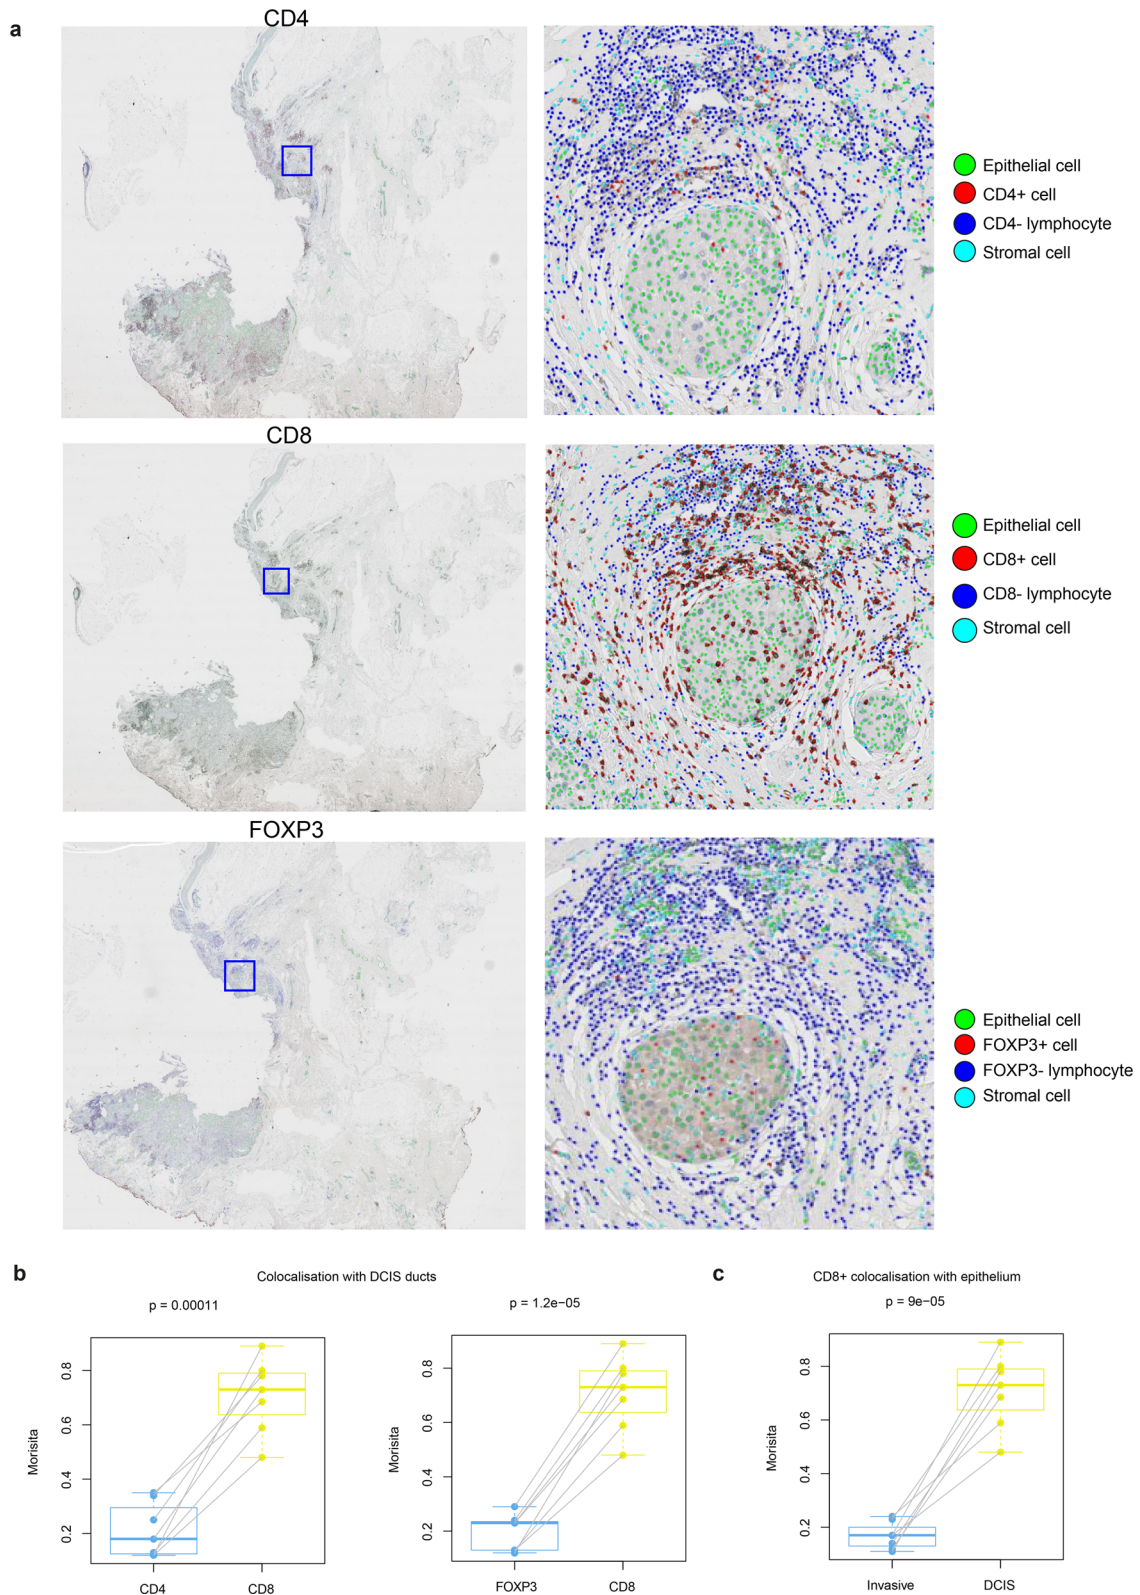 a
CD4
Epithelial cell
CD4+ cell
CD4- lymphocyte
Stromal cell
CD8
Epithelial cell
CD8+ cell
CD8- lymphocyte
Stromal cell
FOXP3
Epithelial cell
FOXP3+ cell
FOXP3- lymphocyte
Stromal cell
b
Colocalisation with DCIS ducts
p = 0.00011
Morisita
0.8
0.6
0.4
0.2
CD4 CD8
p = 1.2e−05
Morisita
0.8
0.6
0.4
0.2
FOXP3 CD8
c
CD8+ colocalisation with epithelium
p = 9e−05
Morisita
0.8
0.6
0.4
0.2
Invasive DCIS